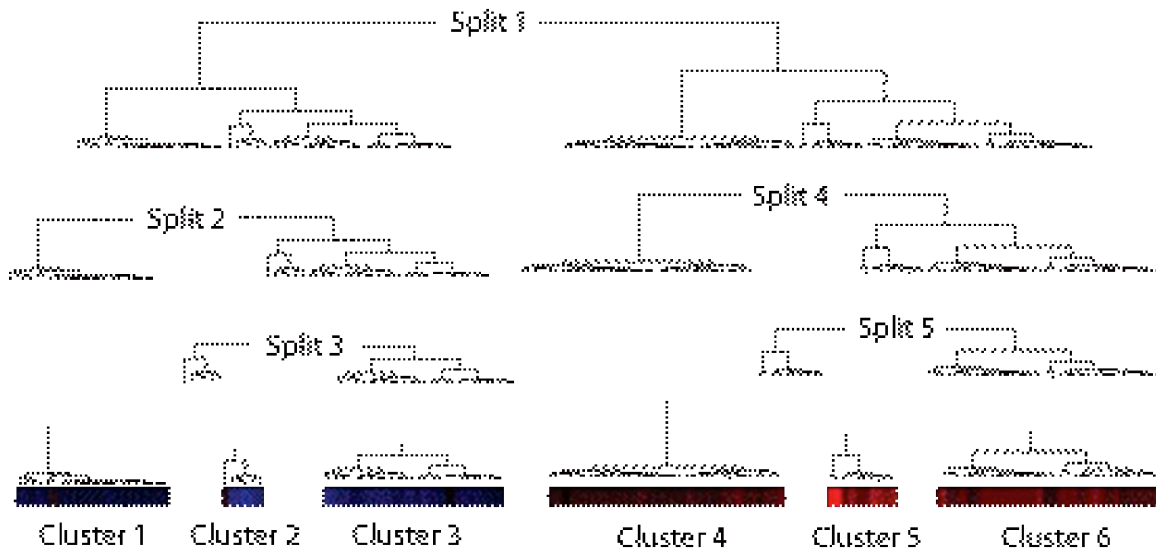 Split 1
Split 2
Split 4
Split 3
Split 5
Cluster 1
Cluster 2
Cluster 3
Cluster 4
Cluster 5
Cluster 6